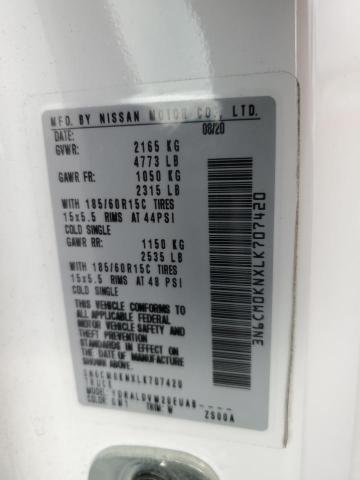 MFD. BY NISSAN MOTOR CO., LTD.
DATE: 08/20
GVWR: 2165 KG
4773 LB
GAWR FR: 1050 KG
2315 LB
WITH 185/60R15C TIRES
15x5.5 RIMS AT 44PSI
COLD SINGLE
GAWR RR: 1150 KG
2535 LB
WITH 185/60R15C TIRES
15x5.5 RIMS AT 48 PSI
COLD SINGLE
THIS VEHICLE CONFORMS TO
ALL APPLICABLE FEDERAL
MOTOR VEHICLE SAFETY
STANDARDS IN EFFECT ON
THE DATE OF MANUFACTURE
SHOWN ABOVE.
3N6CM0KNXLK707420
TRUCK
COLOR TRIM: W ZS00A
3N6CM0KNXLK707420